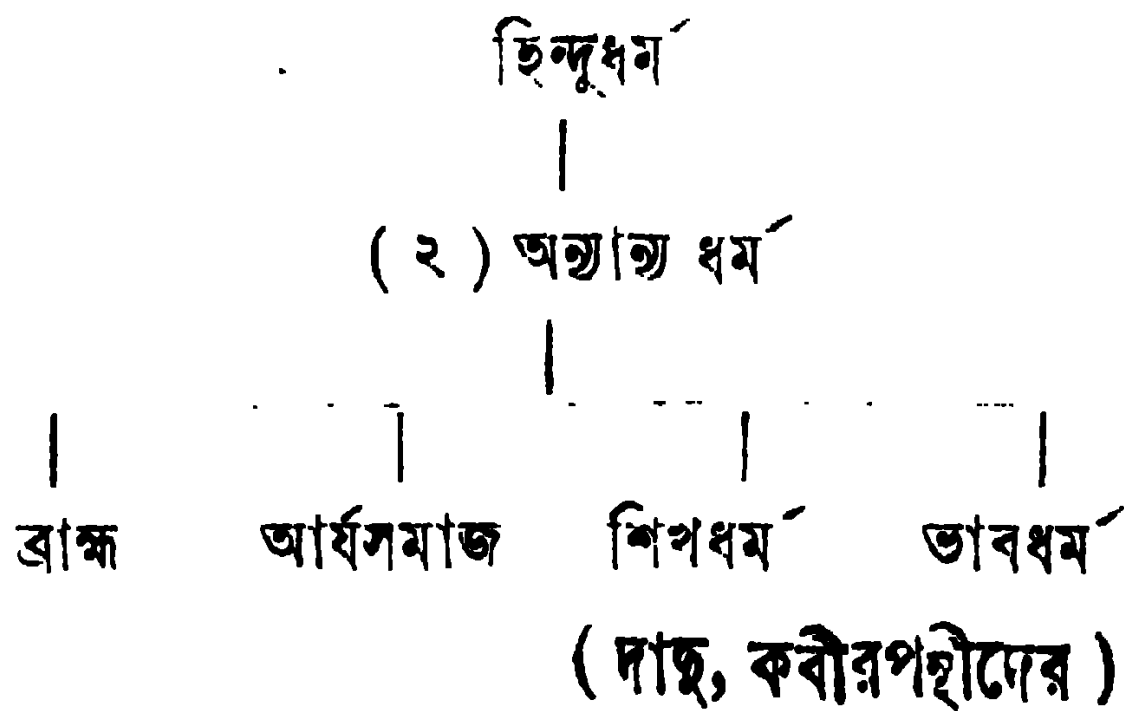 হিন্দুধর্ম
( ২ ) অন্যান্য ধর্ম
ব্রাহ্ম আর্যসমাজ শিখধর্ম ভাবধর্ম
( দাদু, কবীরপন্থীদের )